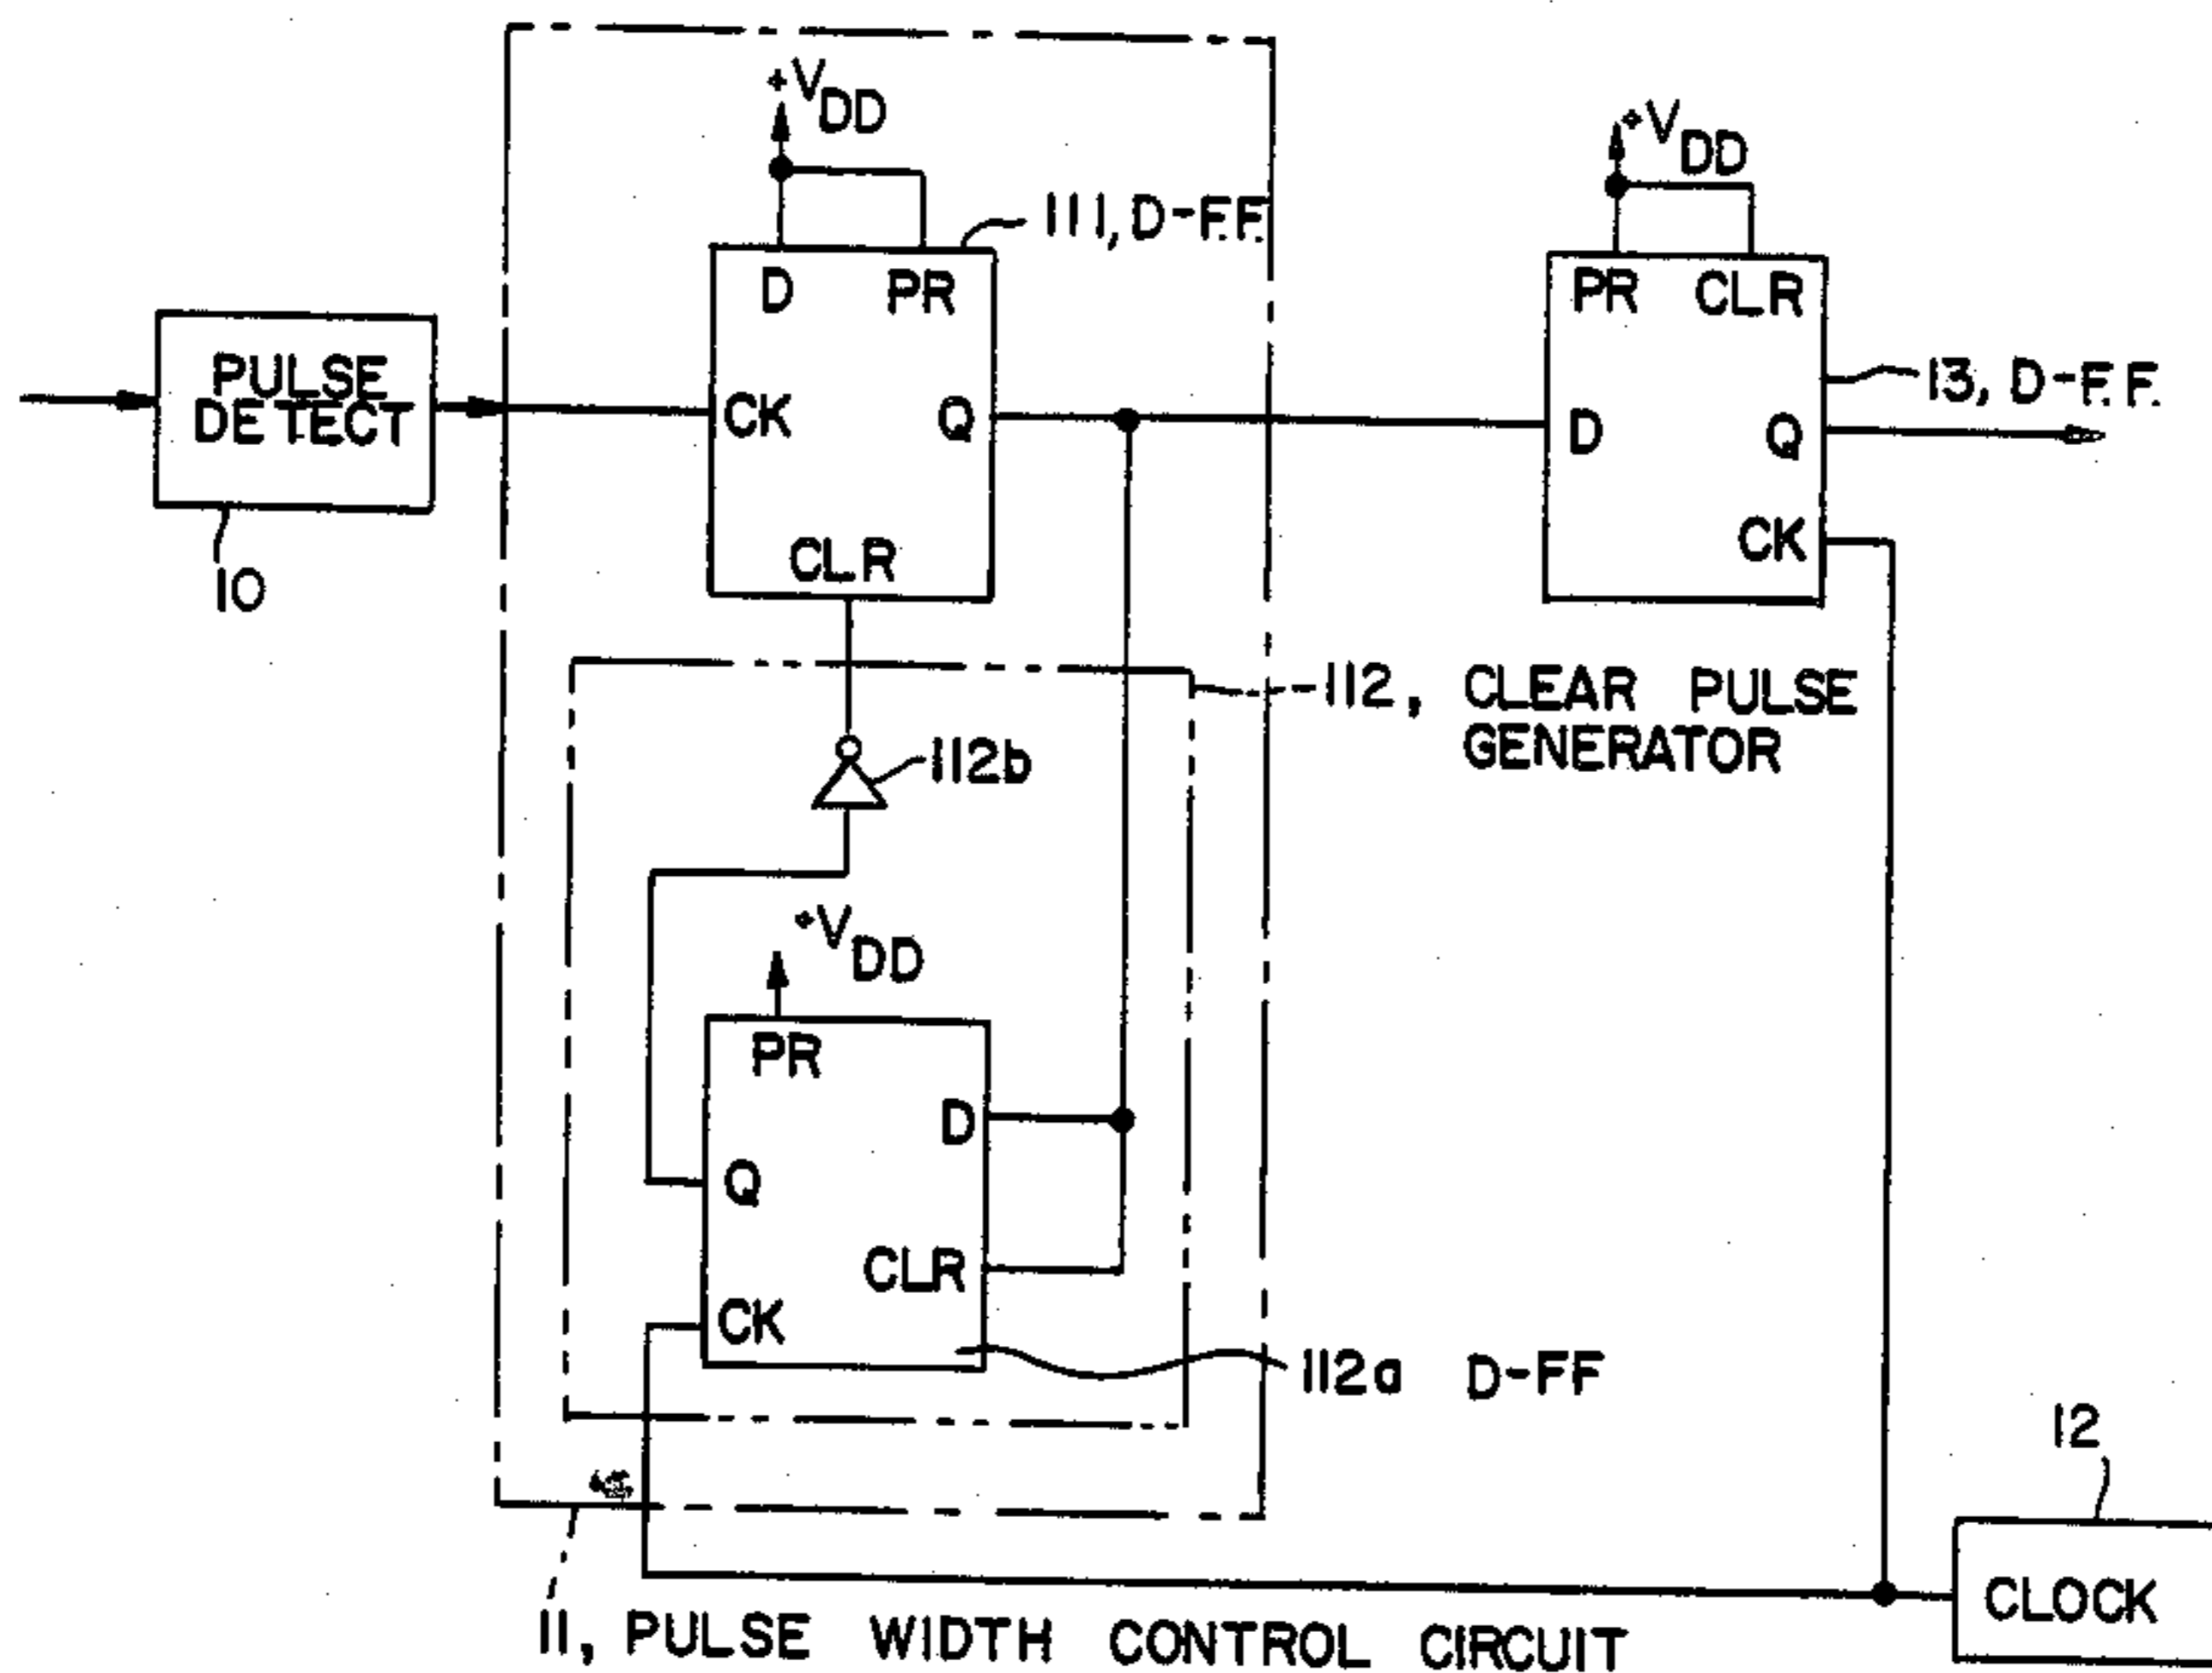 +VDD
+VDD
111, D-F.F.
D PR
PR CLR
PULSE
DETECT
13, D-F.F.
CK Q
D Q
CK
CLR
10
112, CLEAR PULSE
GENERATOR
112b
+VDD
PR
D
Q
CLR
CK
112a D-FF
12
CLOCK
11, PULSE WIDTH CONTROL CIRCUIT